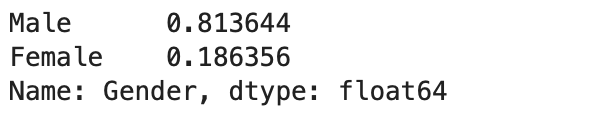 Male      0.813644
Female    0.186356
Name: Gender, dtype: float64